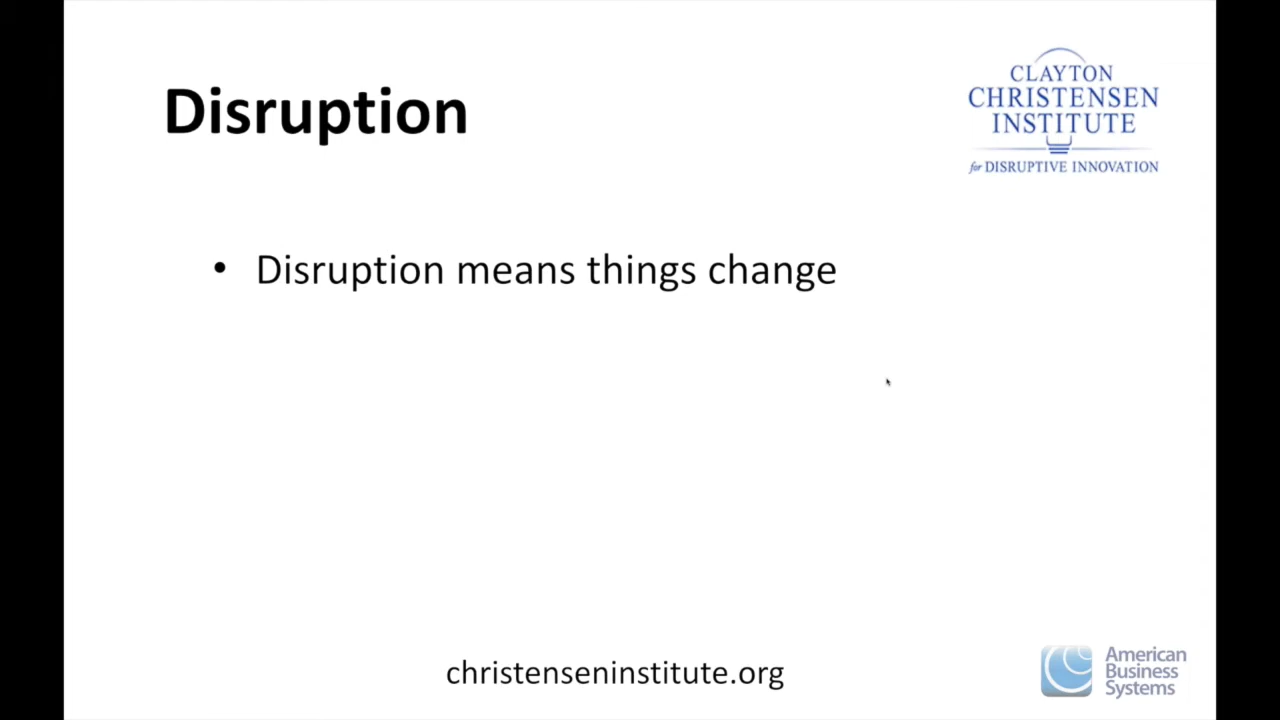 Disruption
CLAYTON
CHRISTENSEN
INSTITUTE
for DISRUPTIVE INNOVATION
• Disruption means things change
christenseninstitute.org
American
Business
Systems